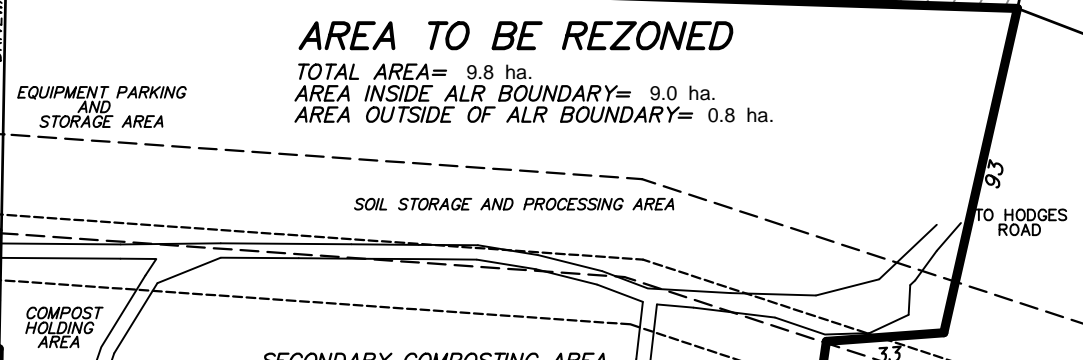 AREA TO BE REZONED
TOTAL AREA= 9.8 ha.
AREA INSIDE ALR BOUNDARY= 9.0 ha.
AREA OUTSIDE OF ALR BOUNDARY= 0.8 ha.
EQUIPMENT PARKING
AND
STORAGE AREA
93
SOIL STORAGE AND PROCESSING AREA
TO HODGES
ROAD
COMPOST
HOLDING
AREA
SECONDARY COMPOSTING AREA
33